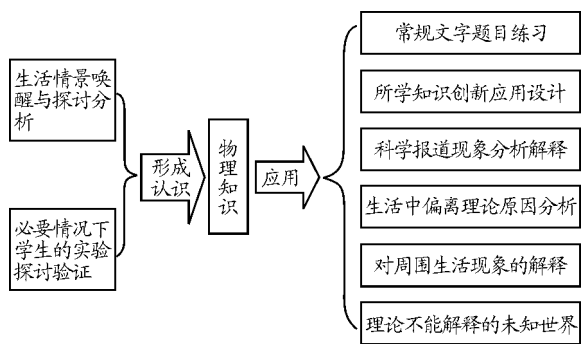 生活情景唤
醒与探讨分
析
必要情况下
学生的实验
探讨验证
形成
认识
物
理
知
识
应用
常规文字题目练习
所学知识创新应用设计
科学报道现象分析解释
生活中偏离理论原因分析
对周围生活现象的解释
理论不能解释的未知世界